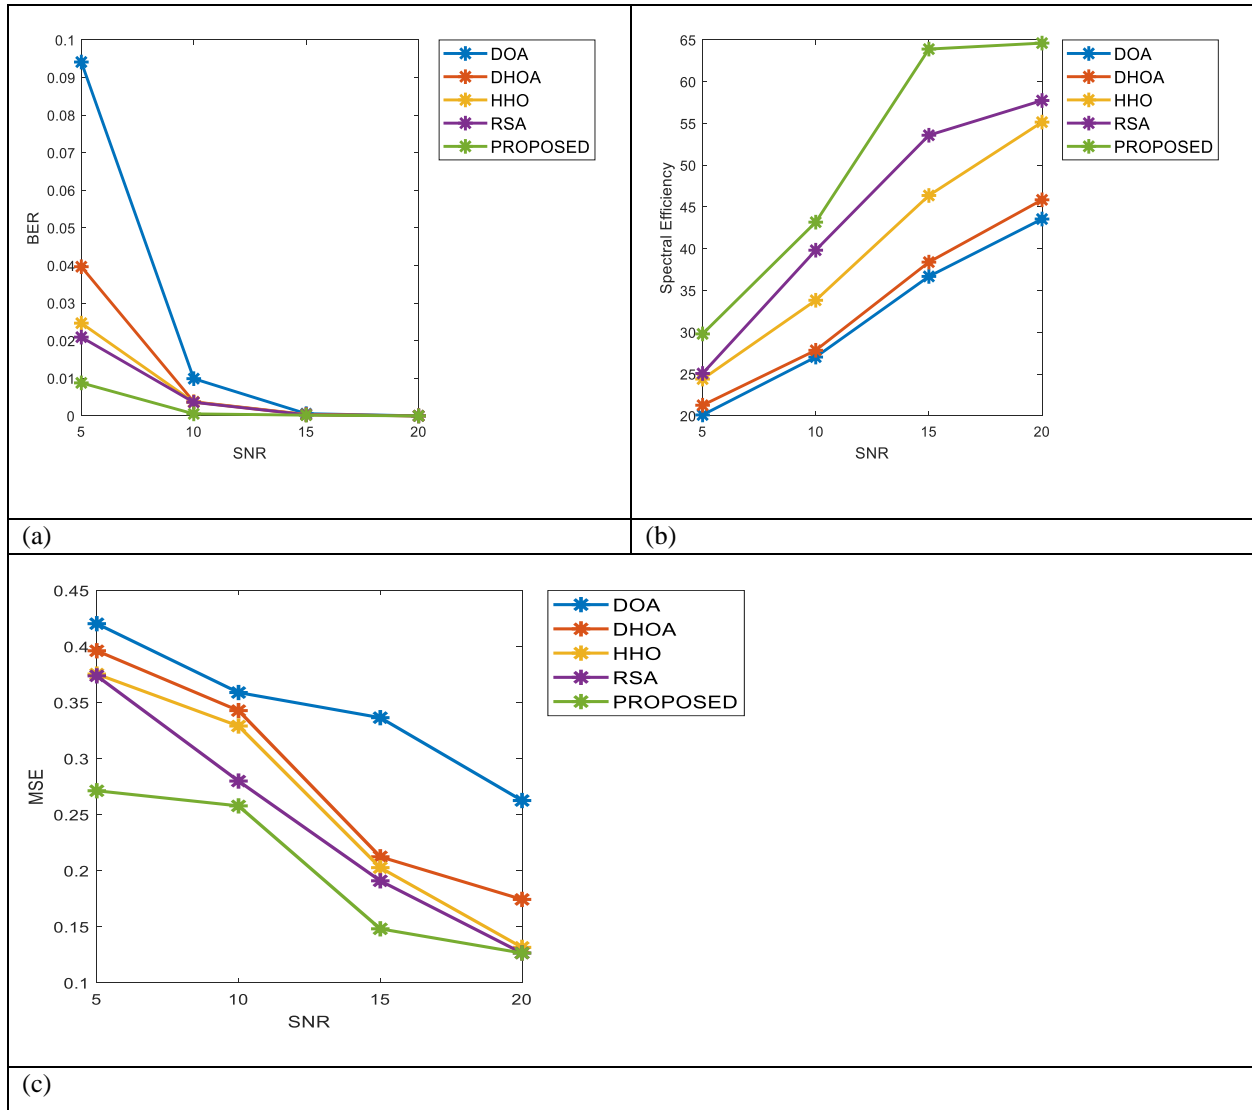 0.1
0.09
0.08
0.07
0.06
0.05
0.04
0.03
0.02
0.01
0
5
10
15
20
BER
SNR
DOA
DHOA
HHO
RSA
PROPOSED
65
60
55
50
45
40
35
30
25
20
5
10
15
20
Spectral Efficiency
SNR
DOA
DHOA
HHO
RSA
PROPOSED
(a)
(b)
0.45
0.4
0.35
0.3
0.25
0.2
0.15
0.1
5
10
15
20
MSE
SNR
DOA
DHOA
HHO
RSA
PROPOSED
(c)